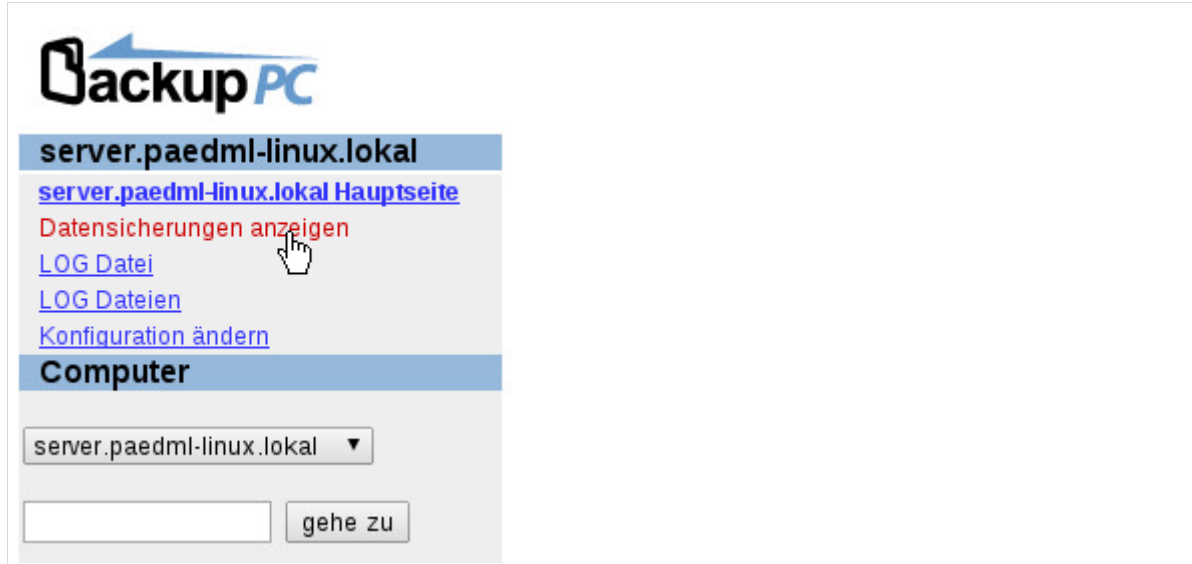 BackupPC
server.paedml-linux.lokal
server.paedml-linux.lokal Hauptseite
Datensicherungen anzeigen
LOG Datei
LOG Dateien
Konfiguration ändern
Computer
server.paedml-linux.lokal
gehe zu